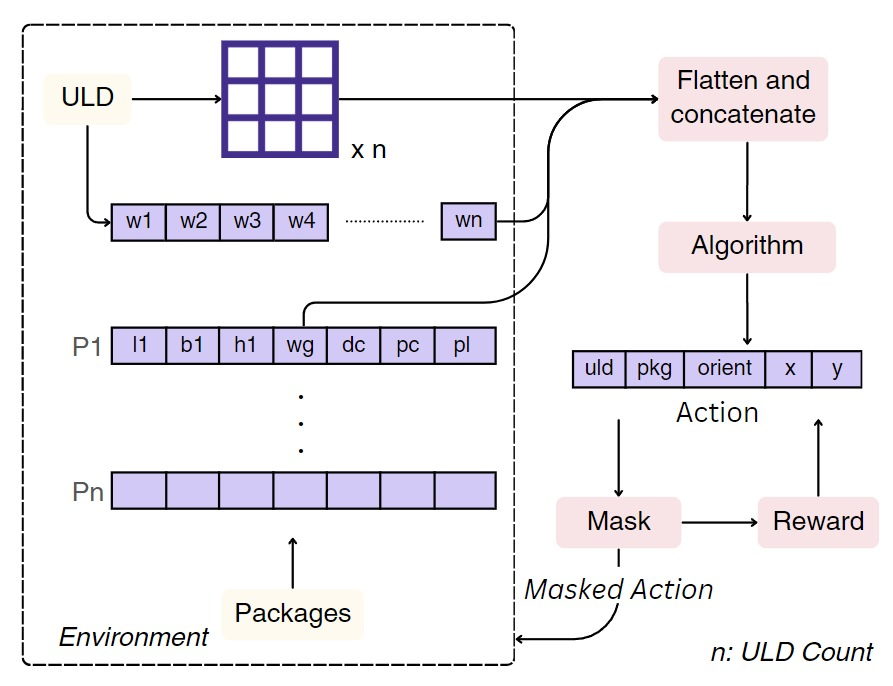 ULD
x n
Flatten and
concatenate
w1 w2 w3 w4 wn
Algorithm
P1 l1 b1 h1 wg dc pc pl
uld pkg orient x y
Action
Pn
Mask
Reward
Masked Action
Packages
Environment
n: ULD Count